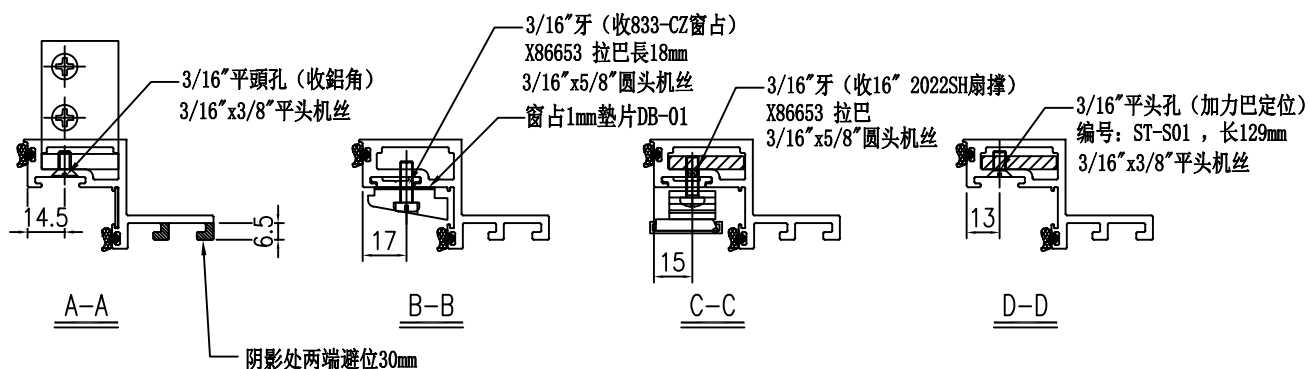 3/16"平頭孔（收鋁角）
3/16"x3/8"平头机丝
14.5
6.5
A-A
阴影处两端避位30mm
3/16"牙（收833-CZ窗占）
X86653 拉巴長18mm
3/16"x5/8"圆头机丝
窗占1mm墊片DB-01
17
B-B
3/16"牙（收16" 2022SH扇撐）
X86653 拉巴
3/16"x5/8"圆头机丝
15
C-C
3/16"平头孔（加力巴定位）
编号: ST-S01 ，长129mm
3/16"x3/8"平头机丝
13
D-D